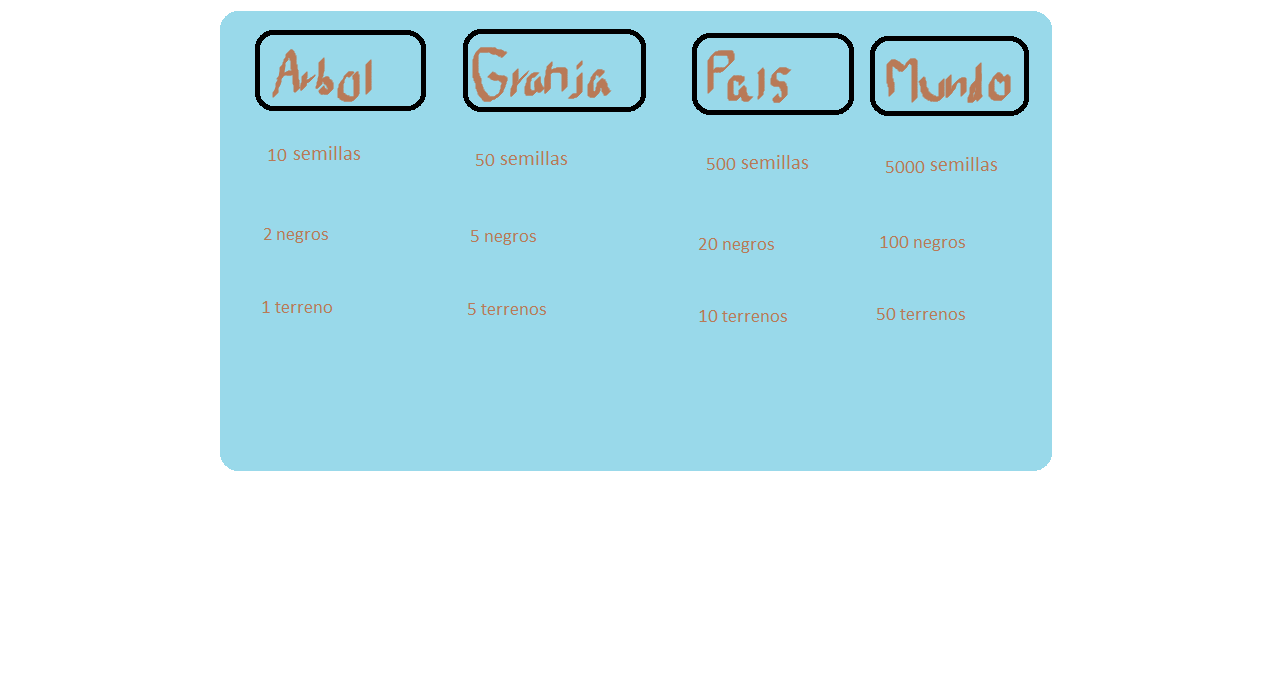 Arbol Granja Pais Mundo
10 semillas 50 semillas 500 semillas 5000 semillas
2 negros 5 negros 20 negros 100 negros
1 terreno 5 terrenos 10 terrenos 50 terrenos